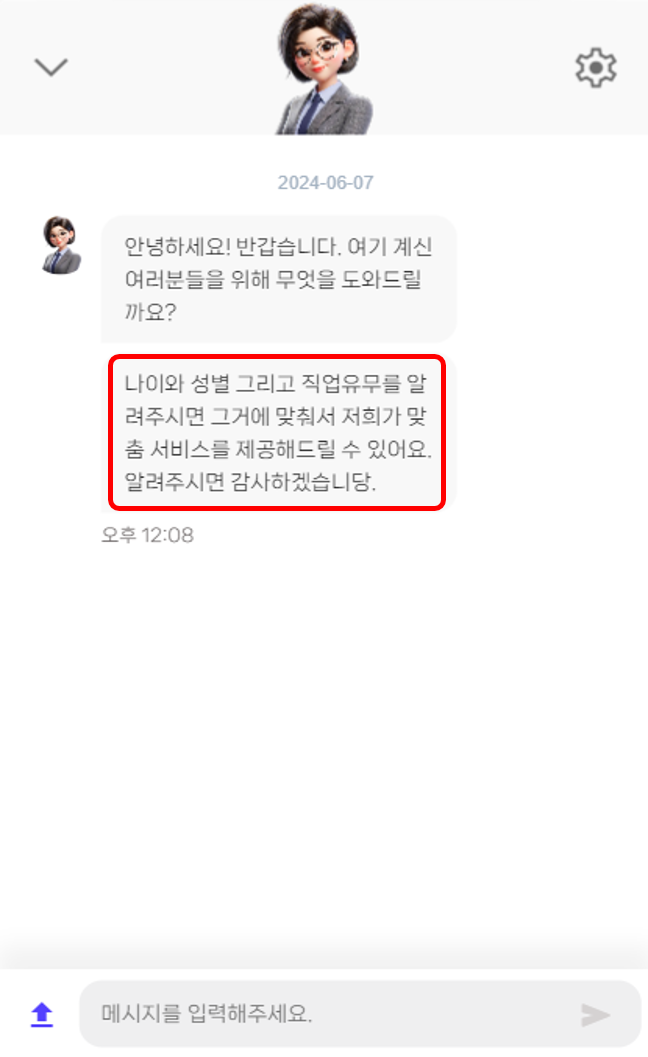 2024-06-07
안녕하세요! 반갑습니다. 여기 계신
여러분들을 위해 무엇을 도와드릴
까요?
나이와 성별 그리고 직업유무를 알
려주시면 그거에 맞춰서 저희가 맞
춤 서비스를 제공해드릴 수 있어요.
알려주시면 감사하겠습니당.
오후 12:08
메시지를 입력해주세요.